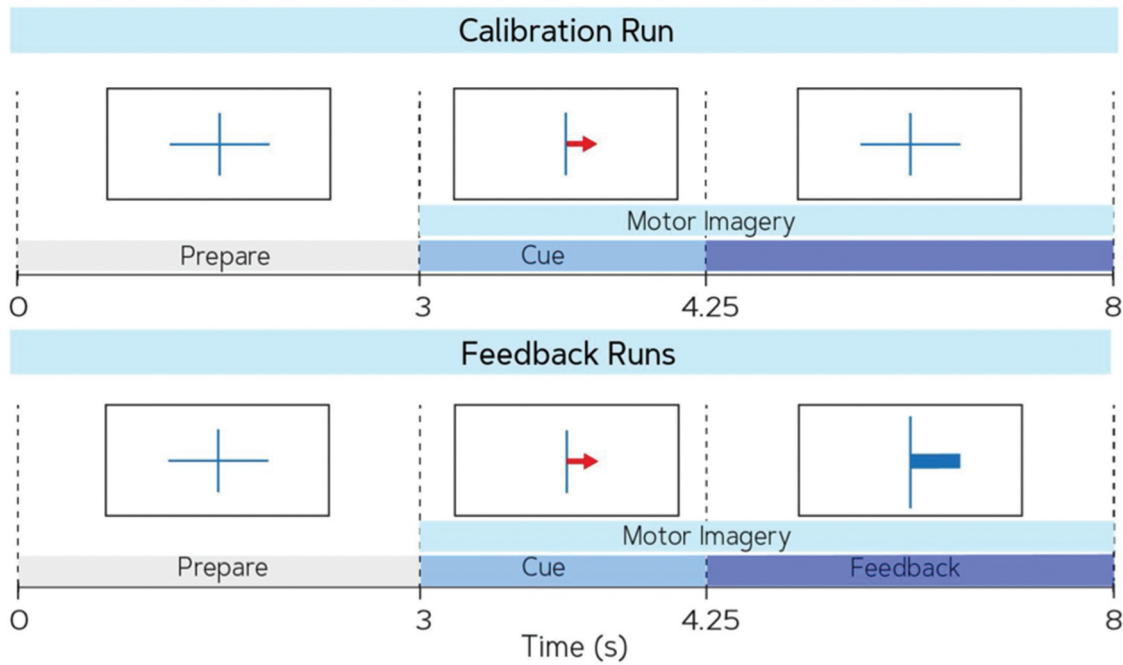 Calibration Run
Motor Imagery
Prepare Cue
0 3 4.25 8
Feedback Runs
Motor Imagery
Prepare Cue Feedback
0 3 4.25 8
Time (s)